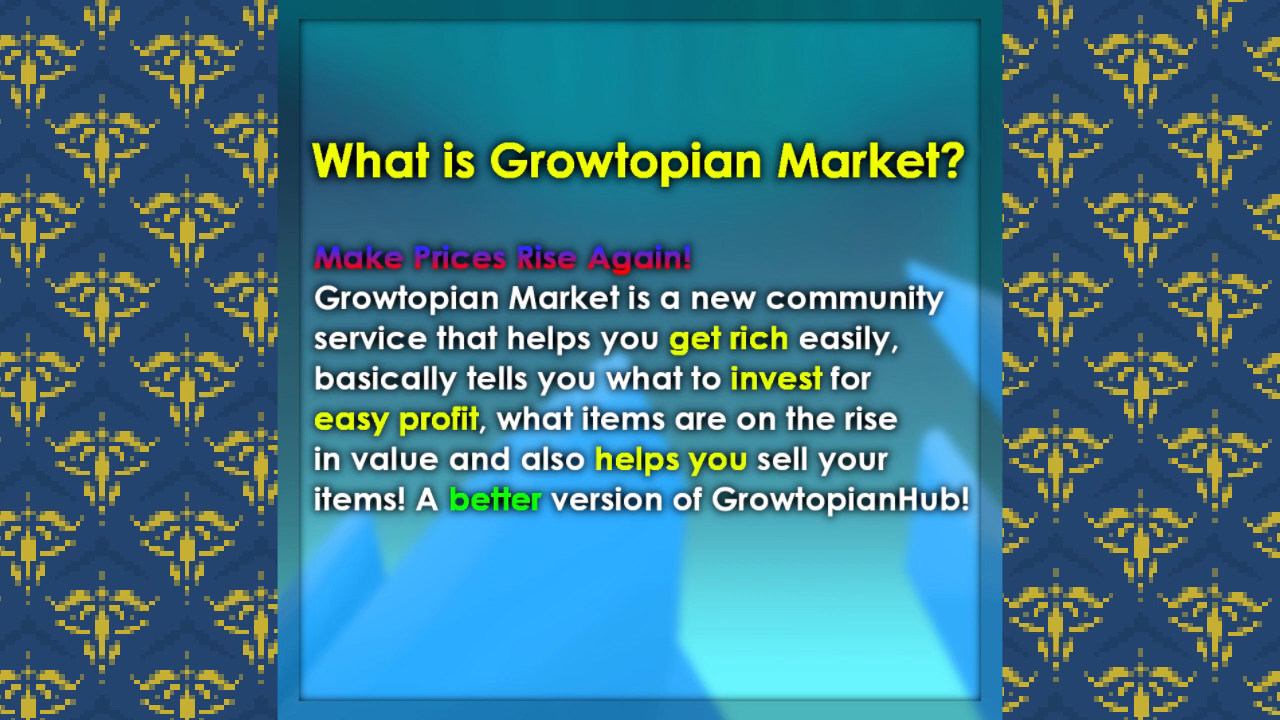 What is Growtopian Market?
Make Prices Rise Again!
Growtopian Market is a new community
service that helps you get rich easily,
basically tells you what to invest for
easy profit, what items are on the rise
in value and also helps you sell your
items! A better version of GrowtopianHub!